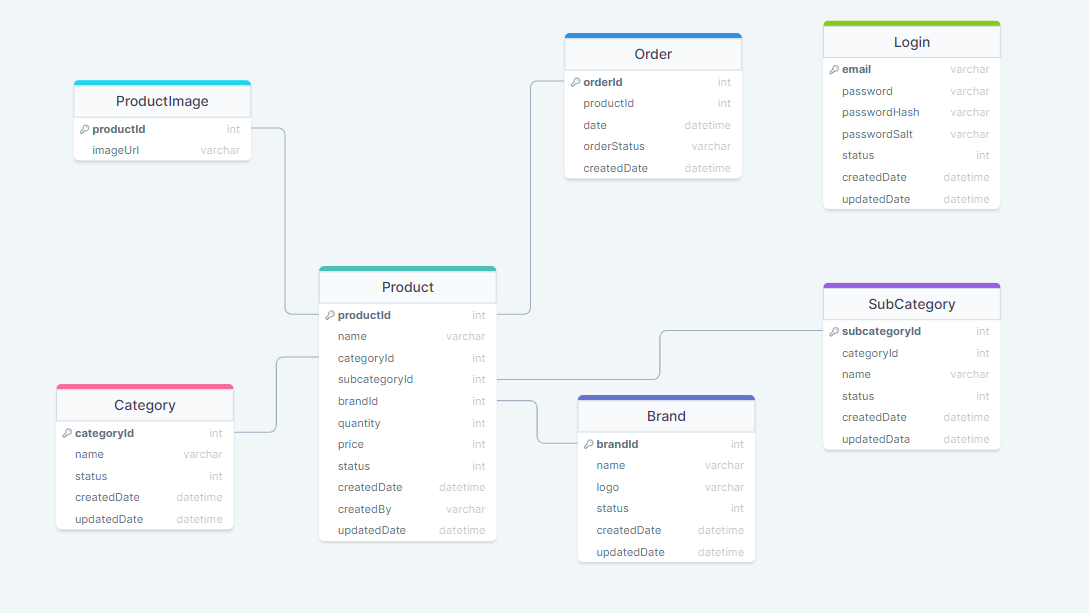 ProductImage
productId int
imageUrl varchar
Order
orderId int
productId int
date datetime
orderStatus varchar
createdDate datetime
Login
email varchar
password varchar
passwordHash varchar
passwordSalt varchar
status int
createdDate datetime
updatedDate datetime
Product
productId int
name varchar
categoryId int
subcategoryId int
brandId int
quantity int
price int
status int
createdDate datetime
createdBy varchar
updatedDate datetime
SubCategory
subcategoryId int
categoryId int
name varchar
status int
createdDate datetime
updatedData datetime
Category
categoryId int
name varchar
status int
createdDate datetime
updatedDate datetime
Brand
brandId int
name varchar
logo varchar
status int
createdDate datetime
updatedDate datetime